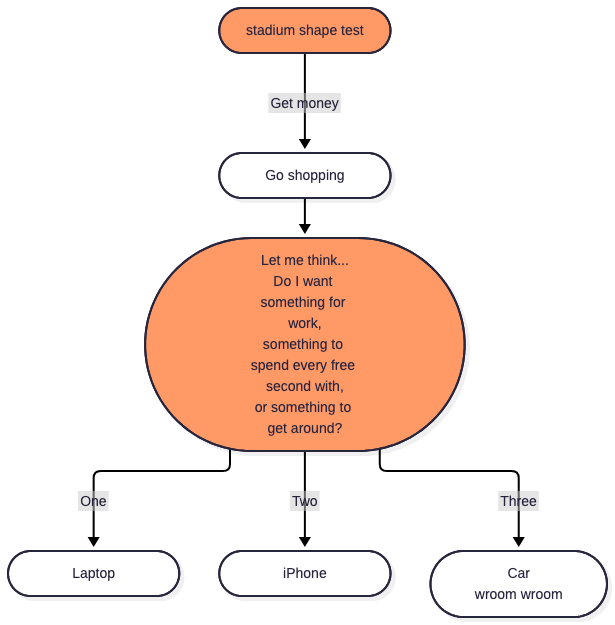 stadium shape test
Get money
Go shopping
Let me think...
Do I want
something for
work,
something to
spend every free
second with,
or something to
get around?
One
Two
Three
Laptop
iPhone
Car
wroom wroom